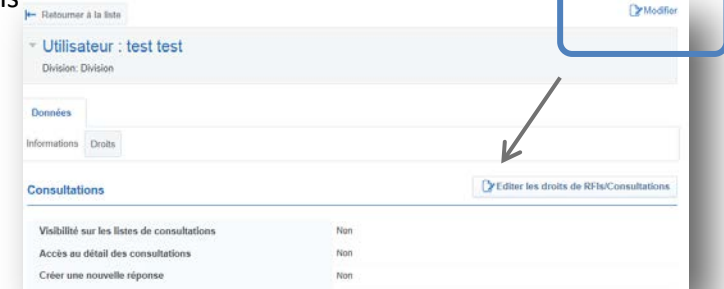 Retourner à la liste
Modifier
Utilisateur : test test
Division: Division
Données
Informations Droits
Consultations Editer les droits de RFIs/Consultations
Visibilité sur les listes de consultations Non
Accès au détail des consultations Non
Créer une nouvelle réponse Non